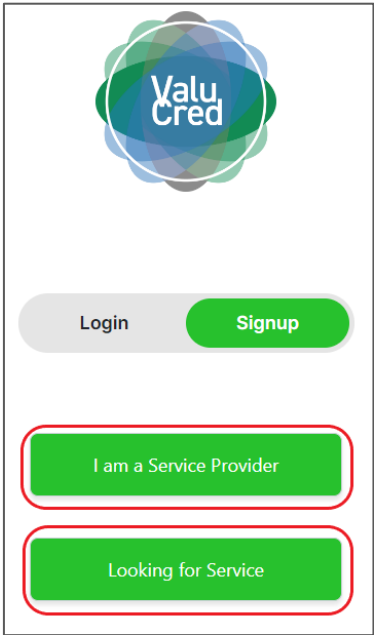 Valu
Cred
Login
Signup
I am a Service Provider
Looking for Service